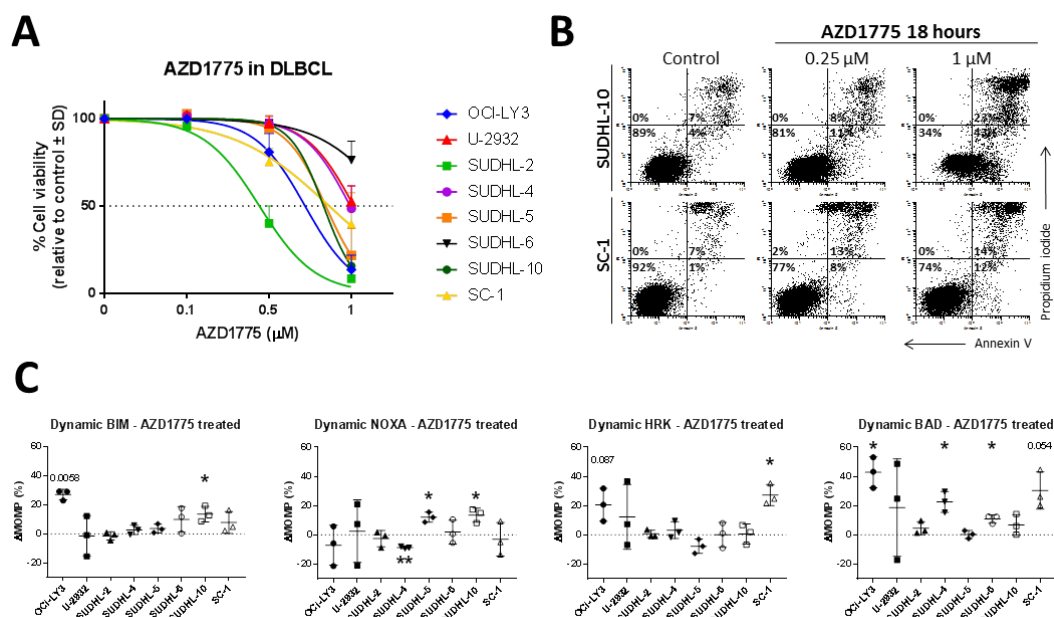 A
AZD1775 in DLBCL
% Cell viability
(relative to control ± SD)
100
50
0
0 0.1 0.5 1
AZD1775 (µM)
OCI-LY3
U-2932
SUDHL-2
SUDHL-4
SUDHL-5
SUDHL-6
SUDHL-10
SC-1
B
AZD1775 18 hours
Control 0.25 µM 1 µM
SUDHL-10
0% 7%
89% 4%
0% 8%
81% 11%
0% 23%
34%
SC-1
0% 7%
92% 1%
2% 13%
77% 8%
0% 14%
74% 12%
Propidium iodide
Annexin V
C
Dynamic BIM - AZD1775 treated
ΔMOMP (%)
60
40
20
0
-20
0.0058
*
OCI-LY3 U-2932 SUDHL-2 SUDHL-4 SUDHL-5 SUDHL-6 SUDHL-10 SC-1
Dynamic NOXA - AZD1775 treated
ΔMOMP (%)
60
40
20
0
-20
** * *
OCI-LY3 U-2932 SUDHL-2 SUDHL-4 SUDHL-5 SUDHL-6 SUDHL-10 SC-1
Dynamic HRK - AZD1775 treated
ΔMOMP (%)
60
40
20
0
-20
0.087
*
OCI-LY3 U-2932 SUDHL-2 SUDHL-4 SUDHL-5 SUDHL-6 SUDHL-10 SC-1
Dynamic BAD - AZD1775 treated
ΔMOMP (%)
60
40
20
0
-20
* * * 0.054
OCI-LY3 U-2932 SUDHL-2 SUDHL-4 SUDHL-5 SUDHL-6 SUDHL-10 SC-1